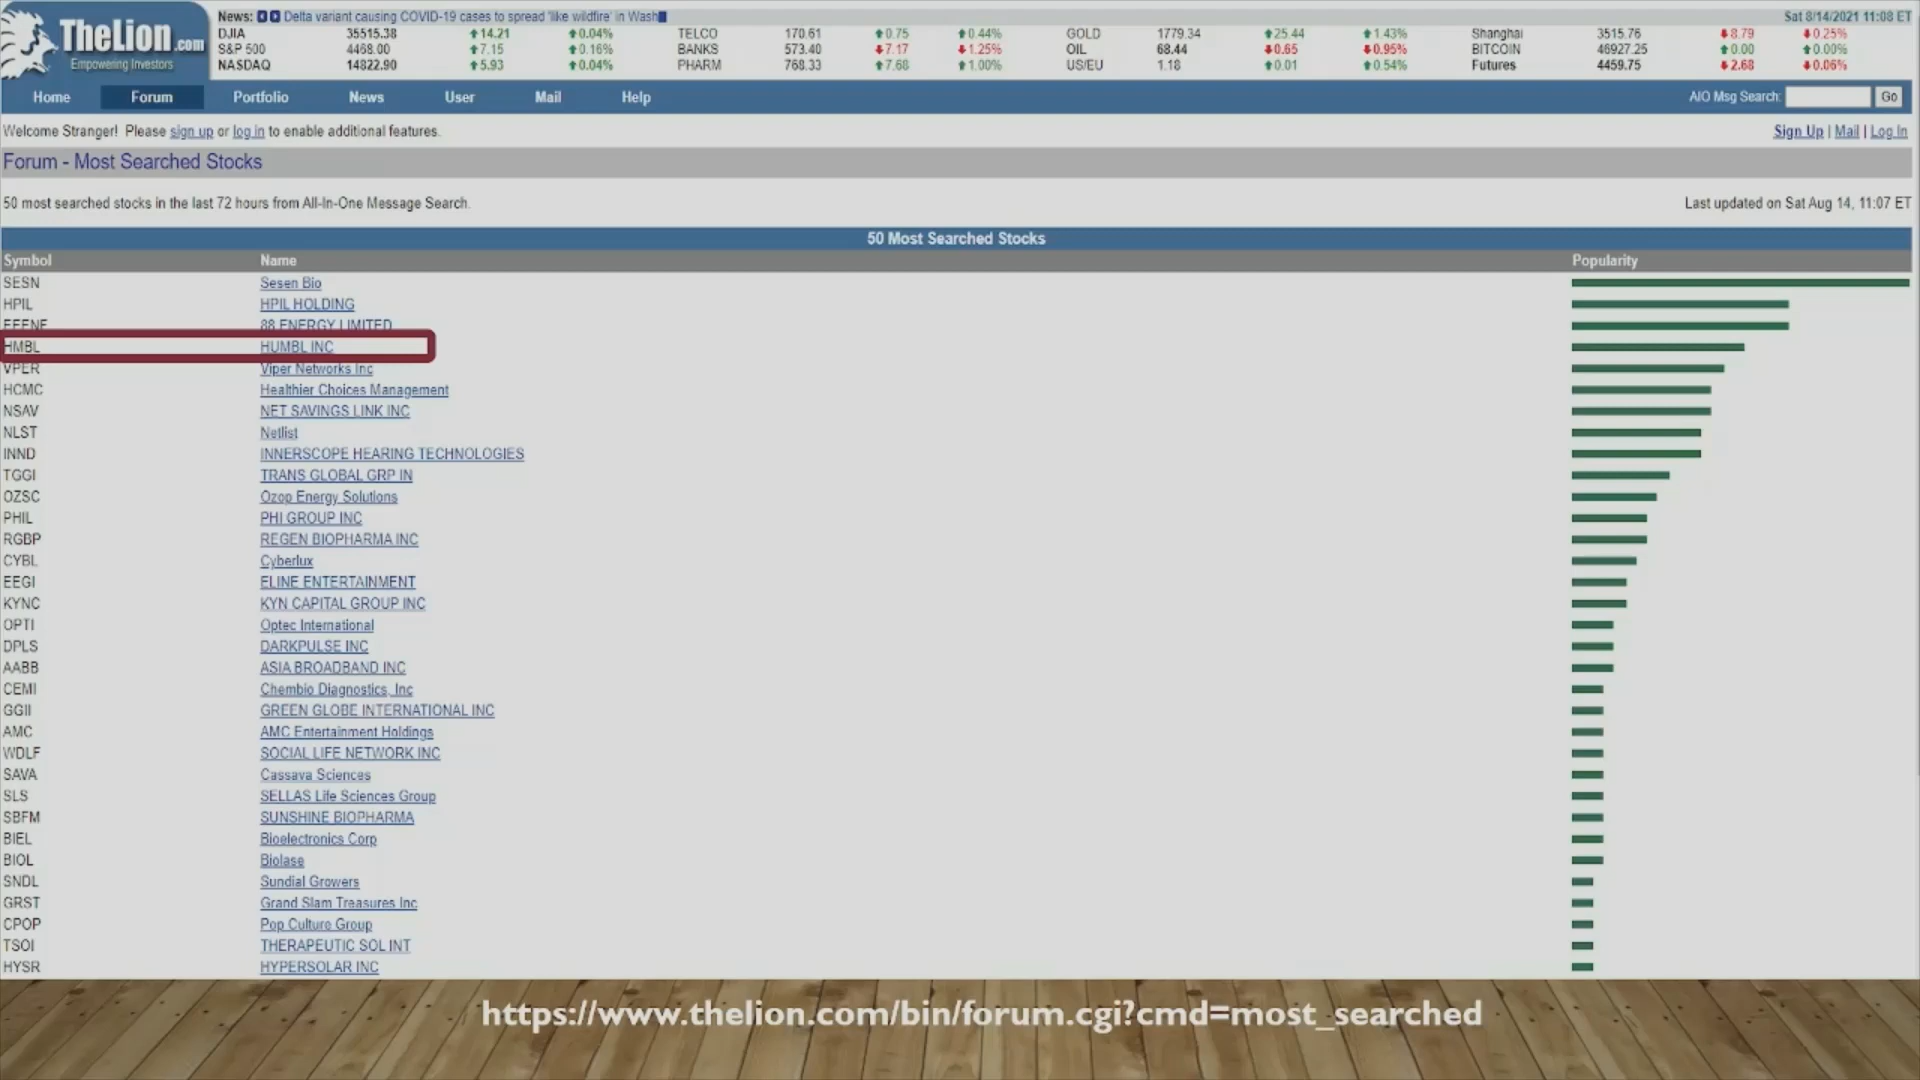 TheLion.com
Empowering Investors
News: Delta variant causing COVID-19 cases to spread 'like wildfire' in Wash
Sat 8/14/2021 11:08 ET
DJIA 35515.38 14.21 0.04% TELCO 170.61 0.75 0.44% GOLD 1779.34 25.44 1.43% Shanghai 3515.76 8.79 0.25%
S&P 500 4468.00 7.15 0.16% BANKS 573.40 7.17 1.25% OIL 68.44 0.65 0.95% BITCOIN 46927.25 0.00 0.00%
NASDAQ 14822.90 5.93 0.04% PHARM 768.33 7.68 1.00% US/EU 1.18 0.01 0.54% Futures 4459.75 2.68 0.06%
Home Forum Portfolio News User Mail Help AIO Msg Search: Go
Welcome Stranger! Please sign up or log in to enable additional features. Sign Up | Mail | Log In
Forum - Most Searched Stocks
50 most searched stocks in the last 72 hours from All-In-One Message Search. Last updated on Sat Aug 14, 11:07 ET
50 Most Searched Stocks
Symbol Name Popularity
SESN Sesen Bio
HPIL HPIL HOLDING
EEENF 88 ENERGY LIMITED
HMBL HUMBL INC
VPER Viper Networks Inc
HCMC Healthier Choices Management
NSAV NET SAVINGS LINK INC
NLST Netlist
INND INNERSCOPE HEARING TECHNOLOGIES
TGGI TRANS GLOBAL GRP IN
OZSC Ozop Energy Solutions
PHIL PHI GROUP INC
RGBP REGEN BIOPHARMA INC
CYBL Cyberlux
EEGI ELINE ENTERTAINMENT
KYNC KYN CAPITAL GROUP INC
OPTI Optec International
DPLS DARKPULSE INC
AABB ASIA BROADBAND INC
CEMI Chembio Diagnostics, Inc
GGII GREEN GLOBE INTERNATIONAL INC
AMC AMC Entertainment Holdings
WDLF SOCIAL LIFE NETWORK INC
SAVA Cassava Sciences
SLS SELLAS Life Sciences Group
SBFM SUNSHINE BIOPHARMA
BIEL Bioelectronics Corp
BIOL Biolase
SNDL Sundial Growers
GRST Grand Slam Treasures Inc
CPOP Pop Culture Group
TSOI THERAPEUTIC SOL INT
HYSR HYPERSOLAR INC
https://www.thelion.com/bin/forum.cgi?cmd=most_searched